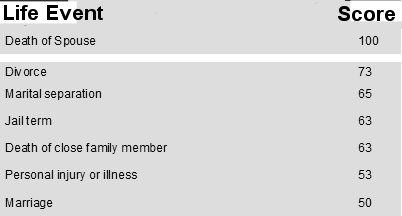 Life Event Score
Death of Spouse 100
Divorce 73
Marital separation 65
Jail term 63
Death of close family member 63
Personal injury or illness 53
Marriage 50